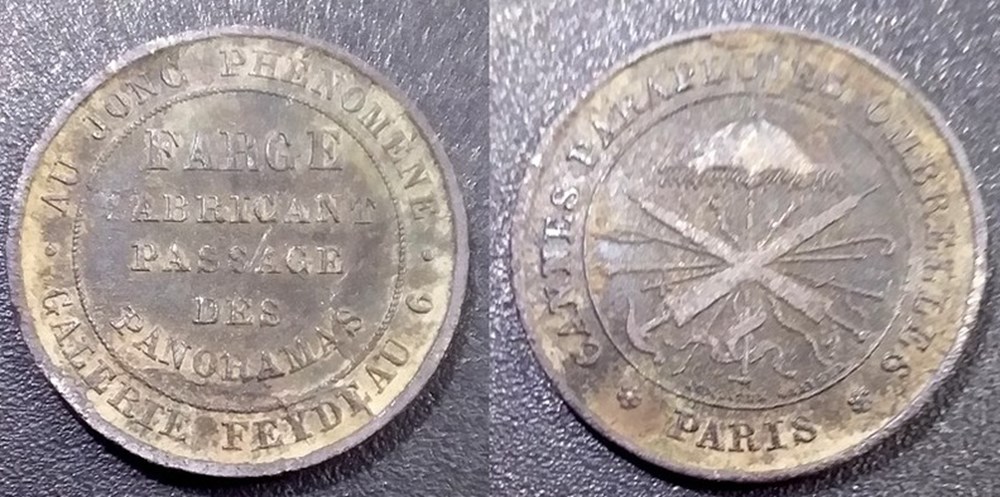 AU JONC PHÉNOMÈNE
FARGE
FABRICANT
PASSAGE
DES
PANORAMAS
GALERIE FEYDEAU 6
CANNES PARAPLUIES OMBRELLES
PARIS